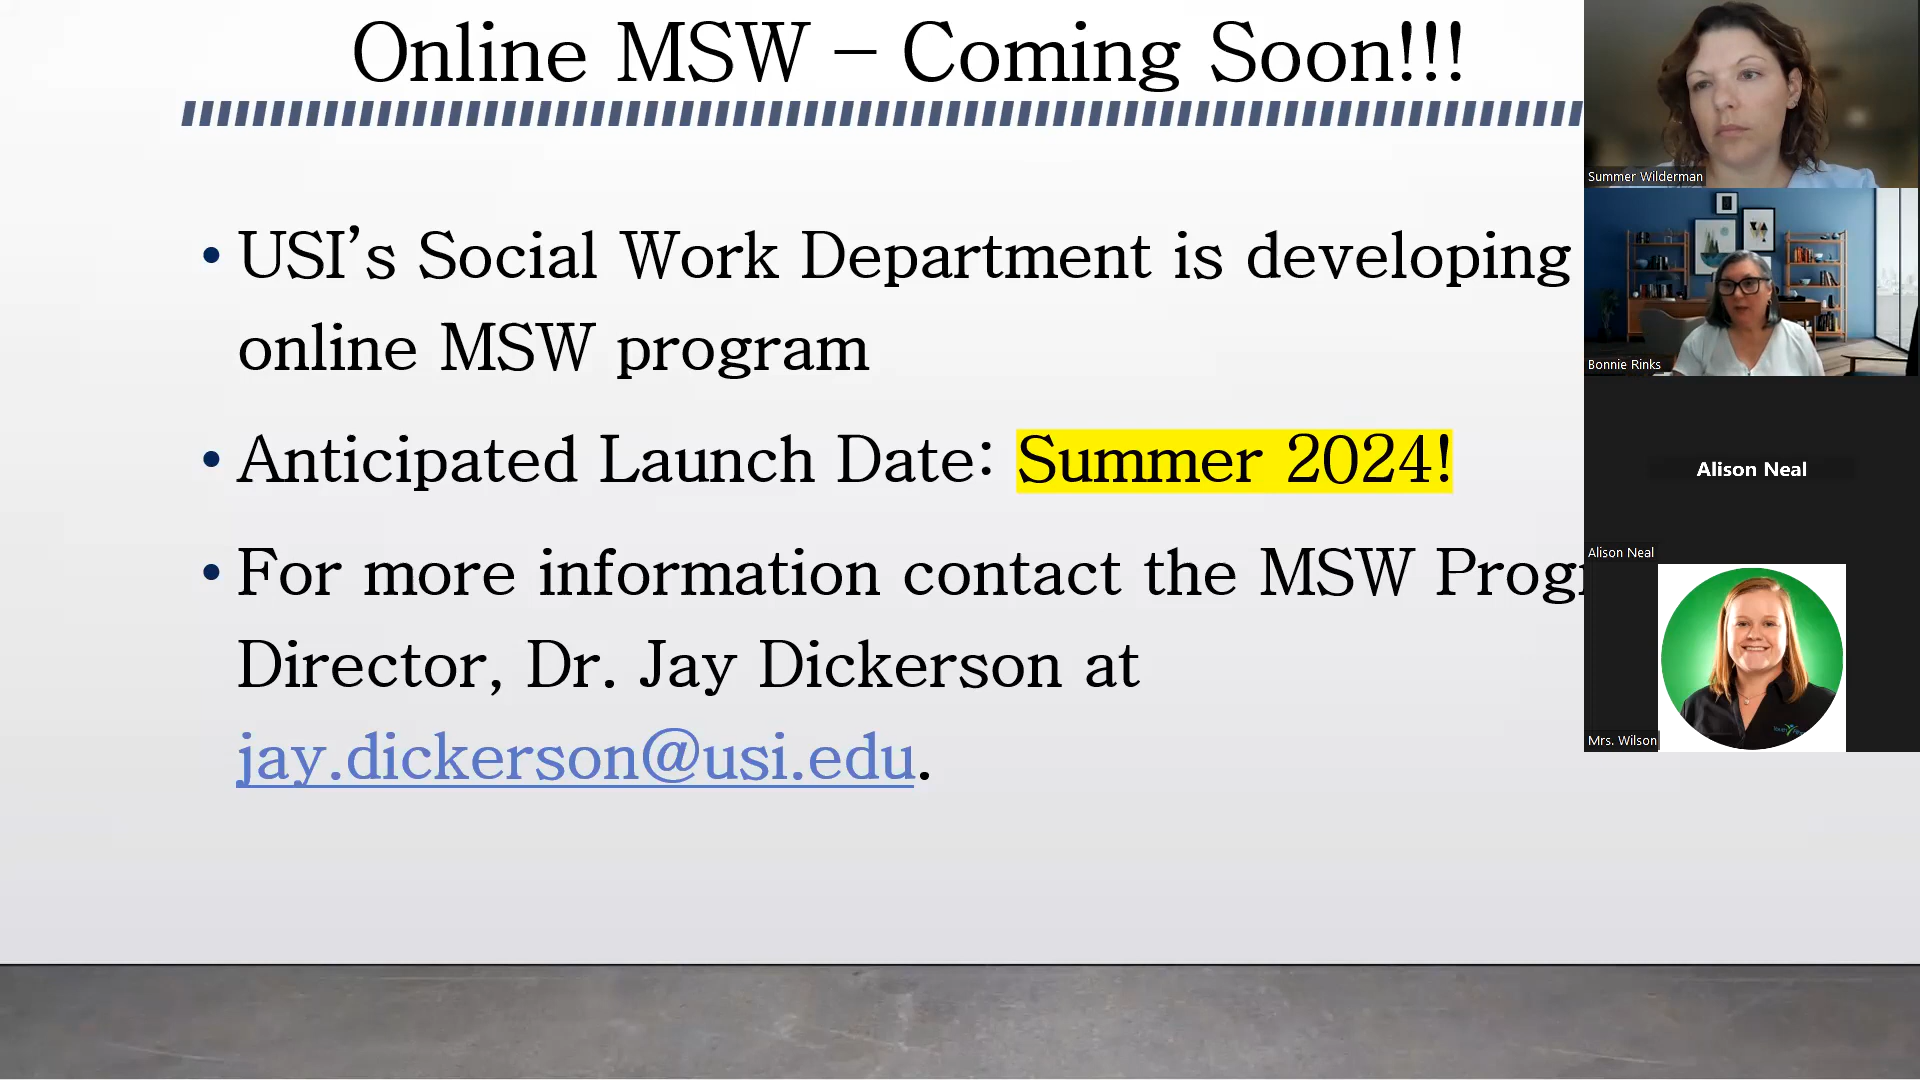 Online MSW – Coming Soon!!!
• USI’s Social Work Department is developing
online MSW program
• Anticipated Launch Date: Summer 2024!
• For more information contact the MSW
Director, Dr. Jay Dickerson at
jay.dickerson@usi.edu.
Summer Wilderman
Bonnie Rinks
Alison Neal
Alison Neal
Mrs. Wilson